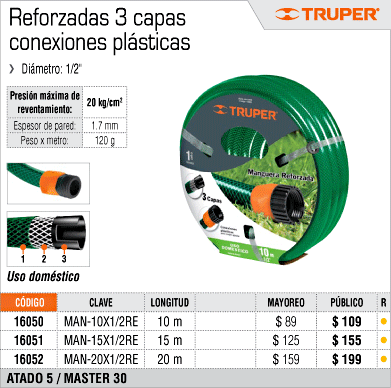 Reforzadas 3 capas
conexiones plásticas
TRUPER®
❯ Diámetro: 1/2"
Presión máxima de reventamiento: 20 kg/cm²
Espesor de pared: 1.7 mm
Peso x metro: 120 g
TRUPER
Manguera Reforzada
3 Capas
USO DOMÉSTICO
10 m
1 2 3
Uso doméstico
CÓDIGO CLAVE LONGITUD MAYOREO PÚBLICO R
16050 MAN-10X1/2RE 10 m $ 89 $ 109 ●
16051 MAN-15X1/2RE 15 m $ 125 $ 155 ●
16052 MAN-20X1/2RE 20 m $ 159 $ 199 ●
ATADO 5 / MASTER 30